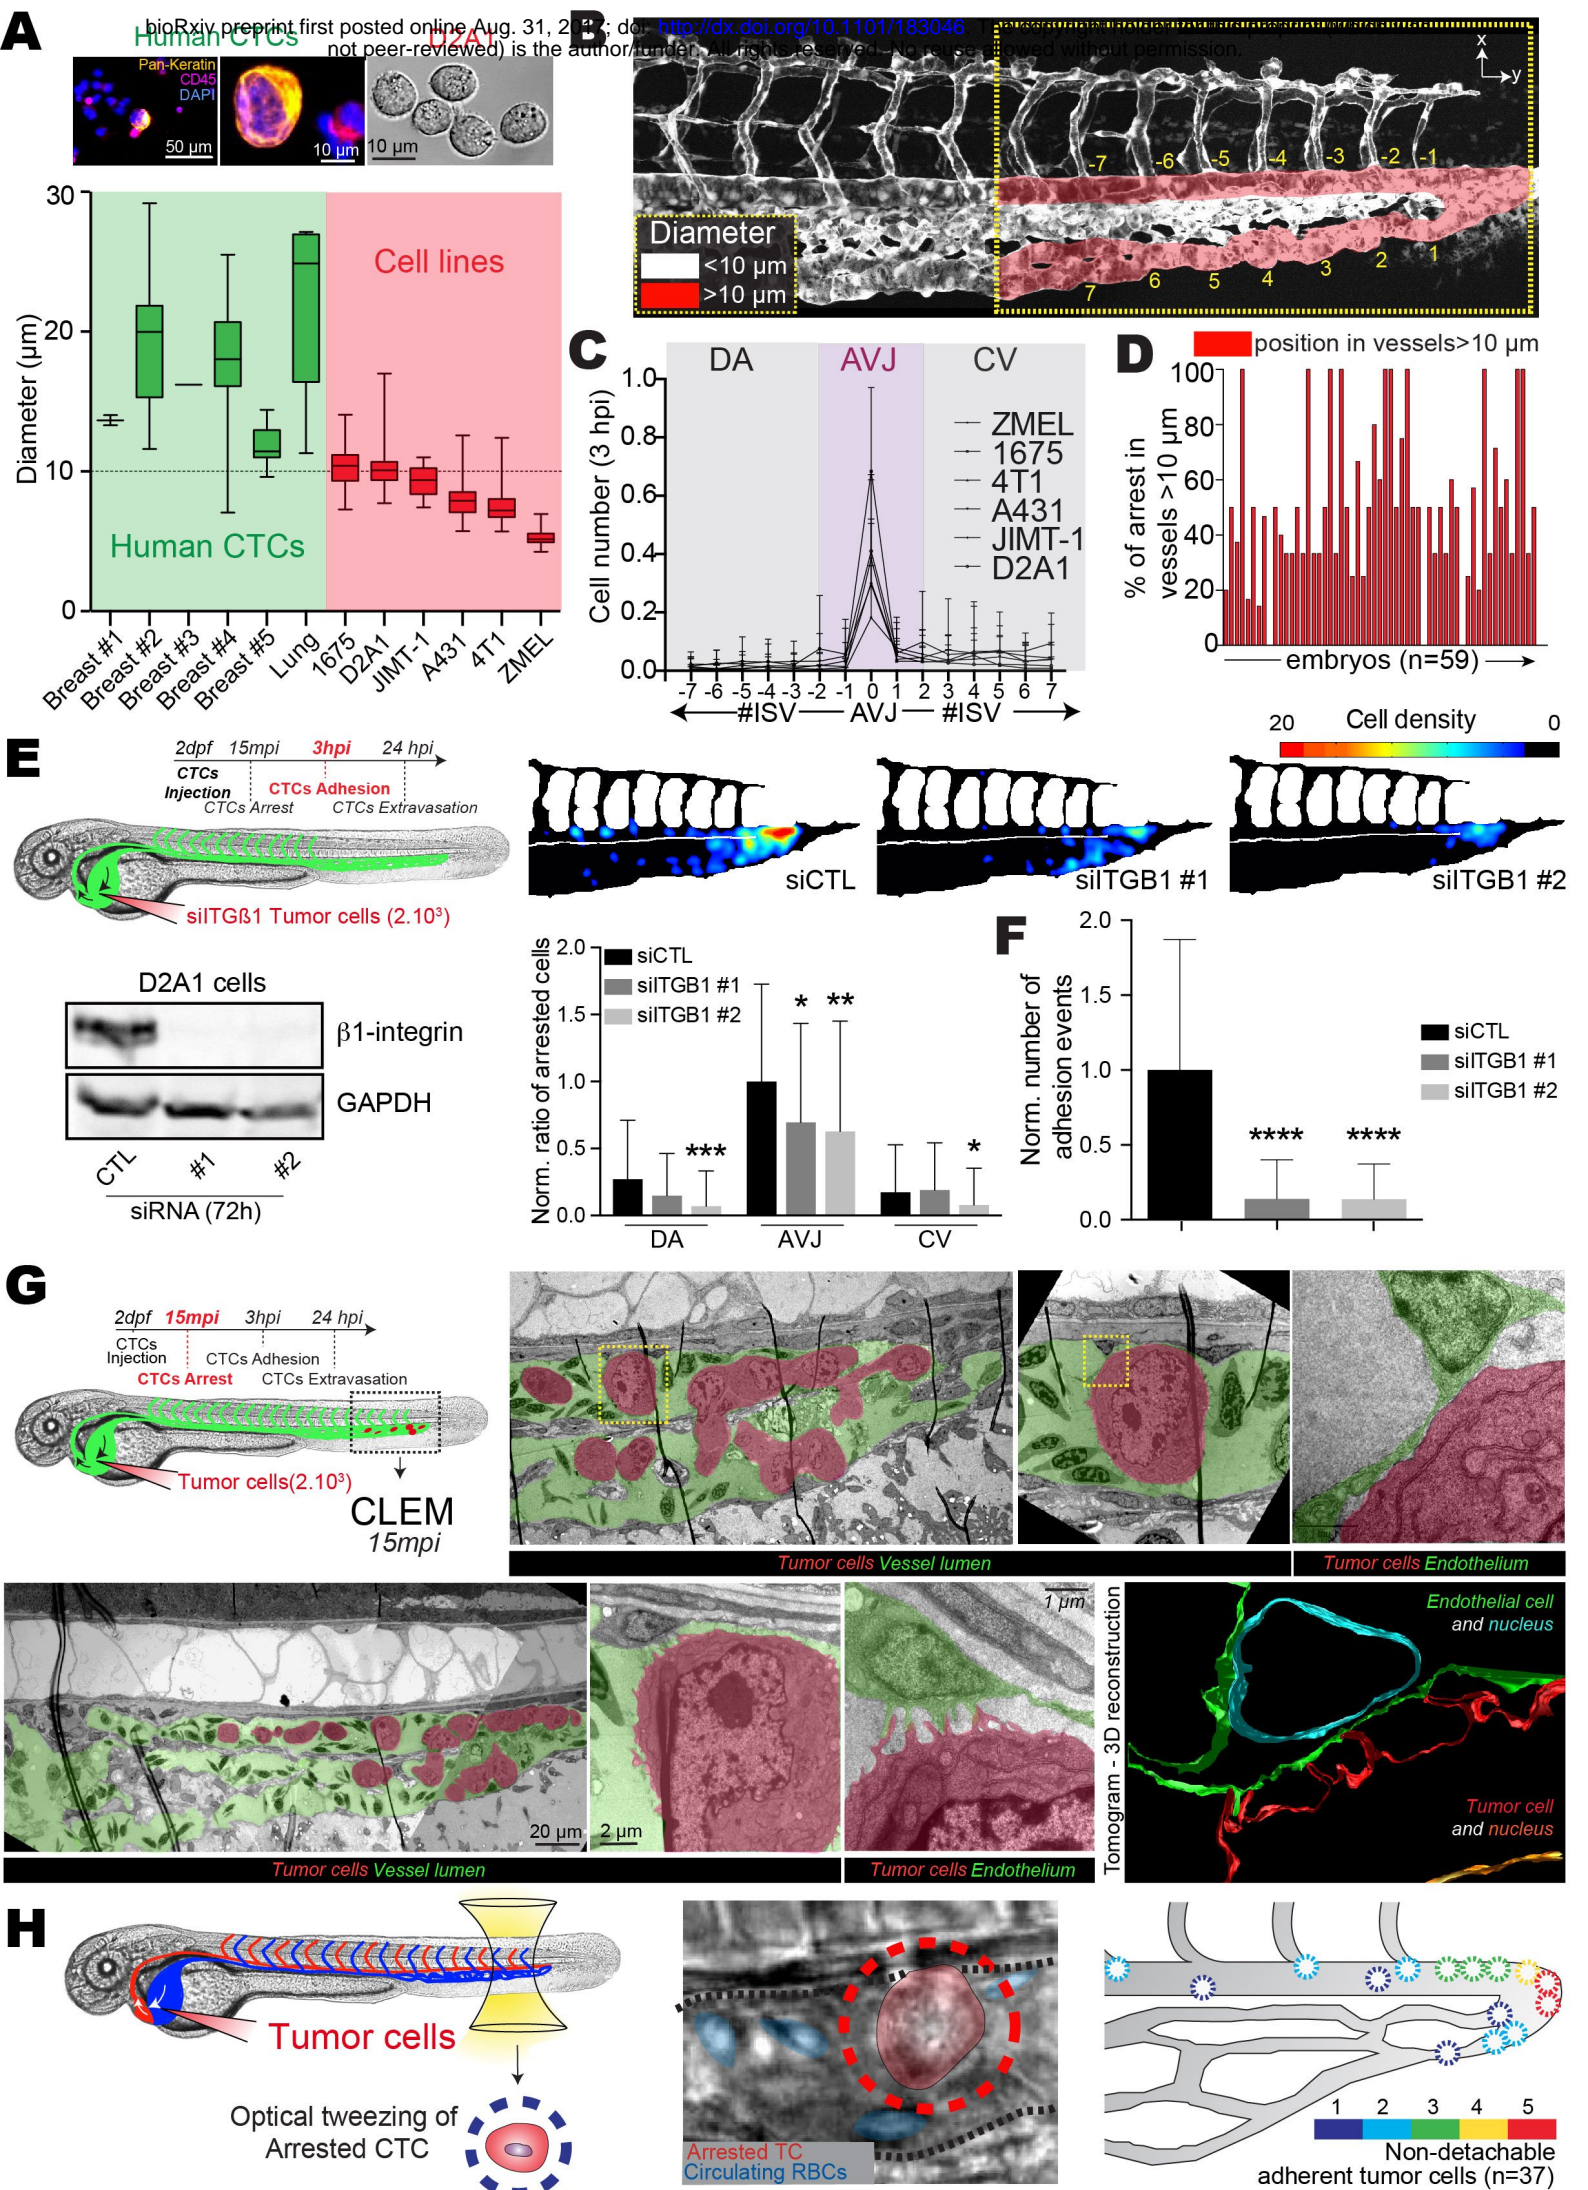 bioRxiv preprint first posted online Aug. 31, 2017; doi: http://dx.doi.org/10.1101/183046. The copyright holder for this preprint (which was
not peer-reviewed) is the author/funder. All rights reserved. No reuse allowed without permission.
A
Human CTCs
D2A1
Pan-Keratin
CD45
DAPI
50 µm
10 µm
10 µm
30
20
10
0
Diameter (µm)
Cell lines
Human CTCs
Breast #1
Breast #2
Breast #3
Breast #4
Breast #5
Lung
1675
D2A1
JIMT-1
A431
4T1
ZMEL
B
x
y
-7
-6
-5
-4
-3
-2
-1
7
6
5
4
3
2
1
Diameter
<10 µm
>10 µm
C
DA
AVJ
CV
Cell number (3 hpi)
1.0
0.8
0.6
0.4
0.2
0.0
ZMEL
1675
4T1
A431
JIMT-1
D2A1
-7 -6 -5 -4 -3 -2 -1 0 1 2 3 4 5 6 7
#ISV AVJ #ISV
D
position in vessels>10 µm
% of arrest in
vessels >10 µm
100
80
60
40
20
0
embryos (n=59)
E
2dpf 15mpi 3hpi 24 hpi
CTCs
Injection
CTCs Adhesion
CTCs Arrest
CTCs Extravasation
siITGß1 Tumor cells (2.10³)
Cell density
20
0
siCTL
siITGB1 #1
siITGB1 #2
D2A1 cells
β1-integrin
GAPDH
CTL
#1
#2
siRNA (72h)
Norm. ratio of arrested cells
2.0
1.5
1.0
0.5
0.0
siCTL
siITGB1 #1
siITGB1 #2
***
*
**
*
DA
AVJ
CV
F
Norm. number of
adhesion events
2.0
1.5
1.0
0.5
0.0
siCTL
siITGB1 #1
siITGB1 #2
****
****
G
2dpf 15mpi 3hpi 24 hpi
CTCs
Injection
CTCs Adhesion
CTCs Arrest
CTCs Extravasation
Tumor cells(2.10³)
CLEM
15mpi
Tumor cells Vessel lumen
Tumor cells Endothelium
20 µm
2 µm
1 µm
Tumor cells Vessel lumen
Tumor cells Endothelium
Tomogram - 3D reconstruction
Endothelial cell
and nucleus
Tumor cell
and nucleus
H
Tumor cells
Optical tweezing of
Arrested CTC
Arrested TC
Circulating RBCs
1 2 3 4 5
Non-detachable
adherent tumor cells (n=37)